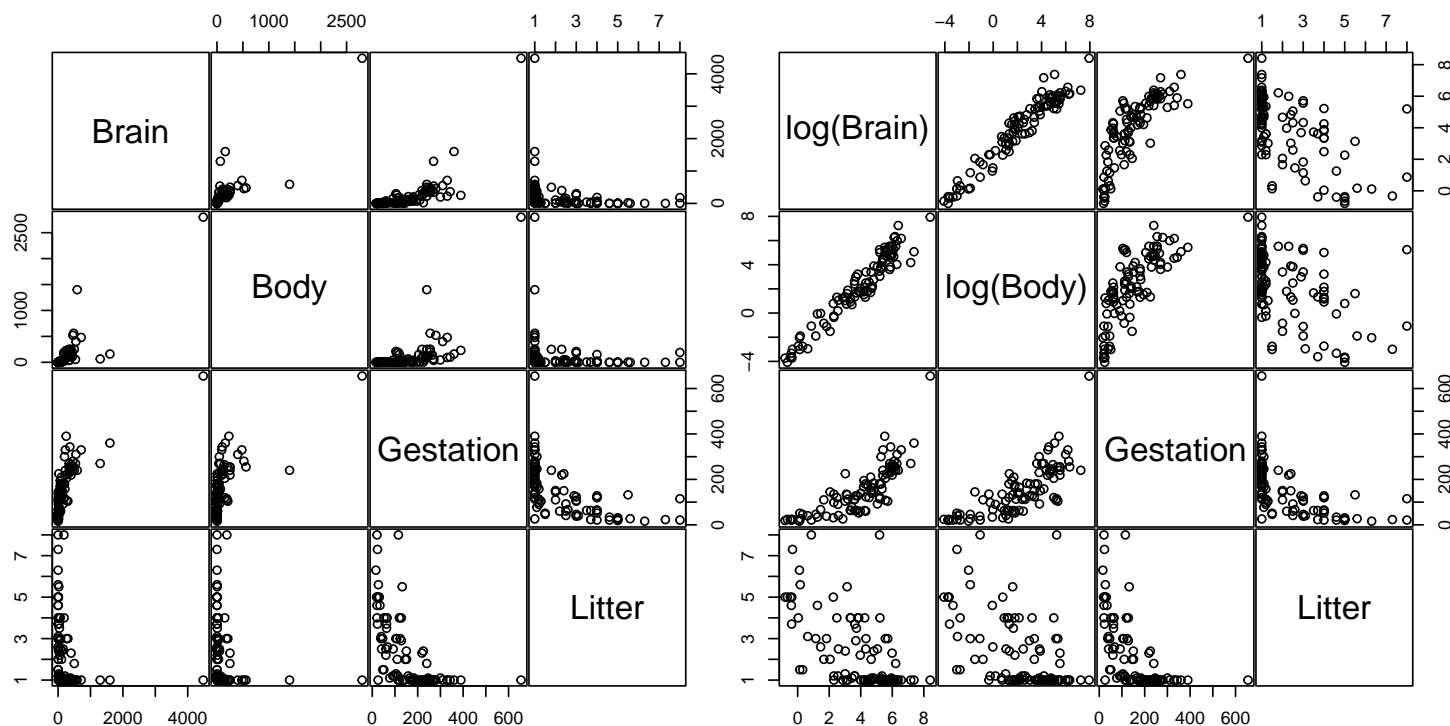 0 1000 2500 1 3 5 7 −4 0 4 8 1 3 5 7
Brain
0 2000 4000
log(Brain)
0 2 4 6 8
0 1000 2500
Body
−4 0 4 8
log(Body)
Gestation
0 200 400 600
Gestation
0 200 400 600
1 3 5 7
Litter
1 3 5 7
Litter
0 2000 4000 0 200 400 600 0 2 4 6 8 0 200 400 600